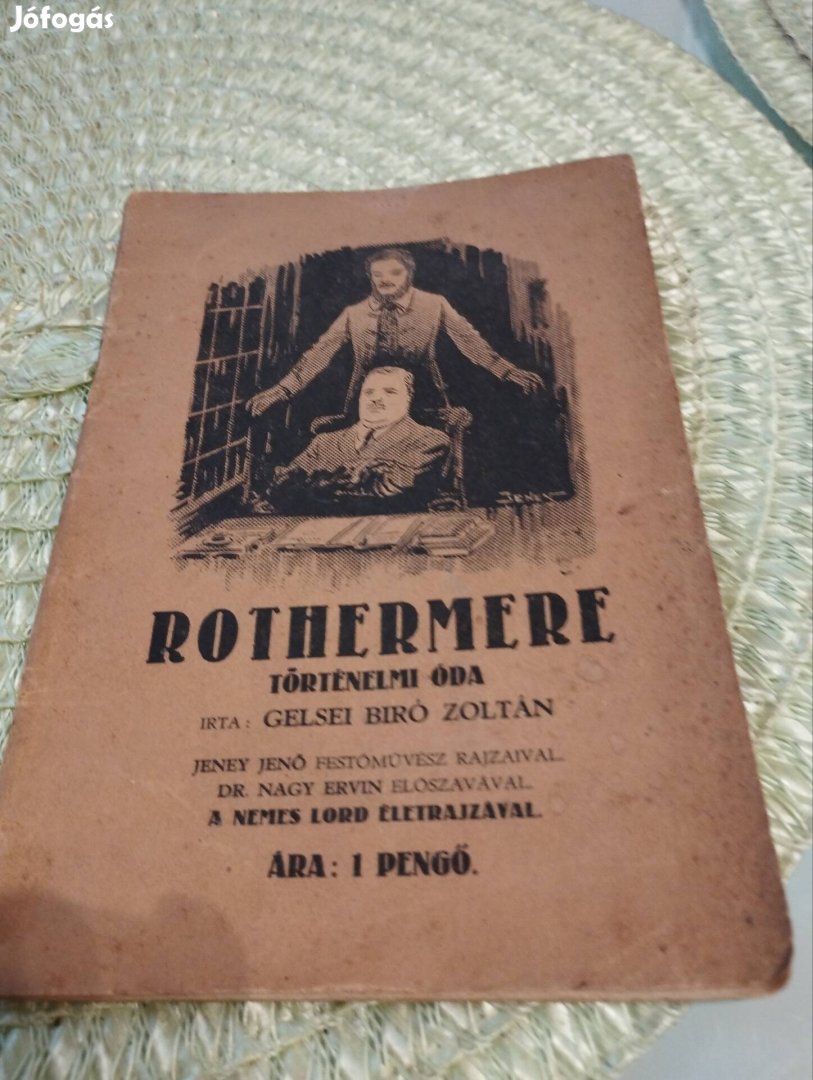 Jófogás
JENEY
ROTHERMERE
TÖRTÉNELMI ÓDA
IRTA: GELSEI BIRÓ ZOLTÁN
JENEY JENŐ FESTŐMŰVÉSZ RAJZAIVAL.
DR. NAGY ERVIN ELŐSZAVÁVAL.
A NEMES LORD ÉLETRAJZÁVAL.
ÁRA: 1 PENGŐ.